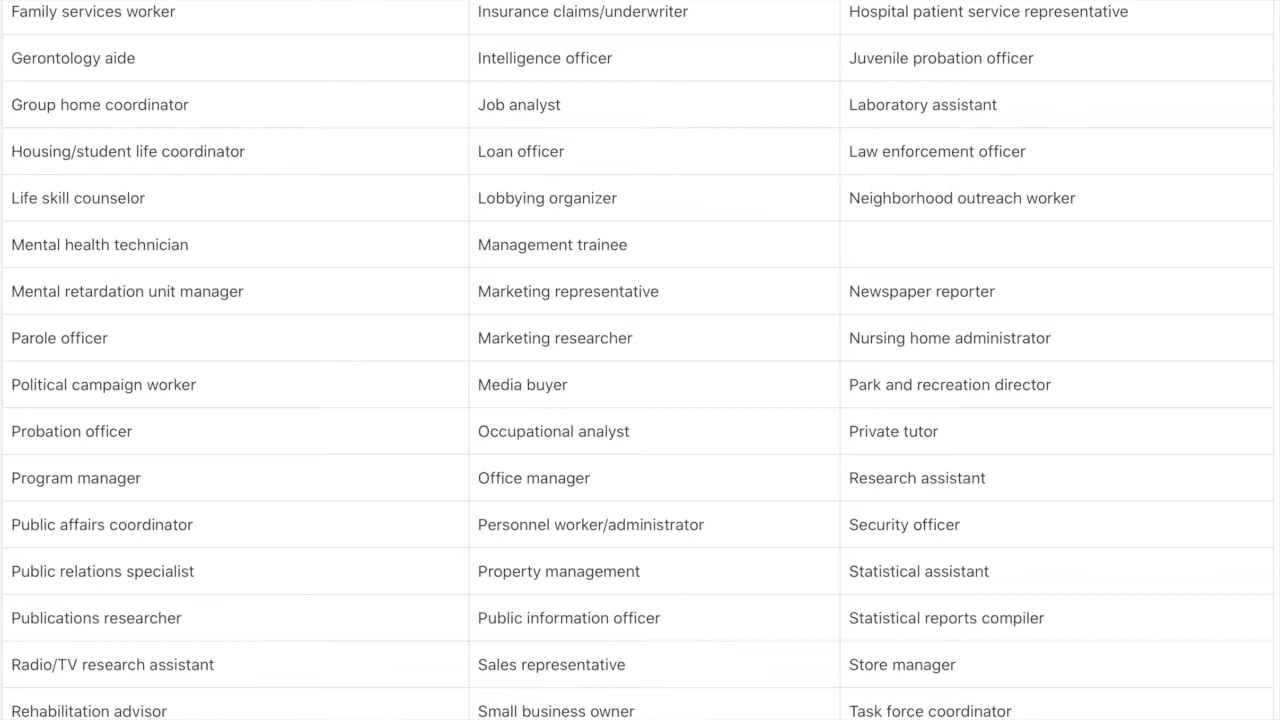 Family services worker Insurance claims/underwriter Hospital patient service representative
Gerontology aide Intelligence officer Juvenile probation officer
Group home coordinator Job analyst Laboratory assistant
Housing/student life coordinator Loan officer Law enforcement officer
Life skill counselor Lobbying organizer Neighborhood outreach worker
Mental health technician Management trainee
Mental retardation unit manager Marketing representative Newspaper reporter
Parole officer Marketing researcher Nursing home administrator
Political campaign worker Media buyer Park and recreation director
Probation officer Occupational analyst Private tutor
Program manager Office manager Research assistant
Public affairs coordinator Personnel worker/administrator Security officer
Public relations specialist Property management Statistical assistant
Publications researcher Public information officer Statistical reports compiler
Radio/TV research assistant Sales representative Store manager
Rehabilitation advisor Small business owner Task force coordinator